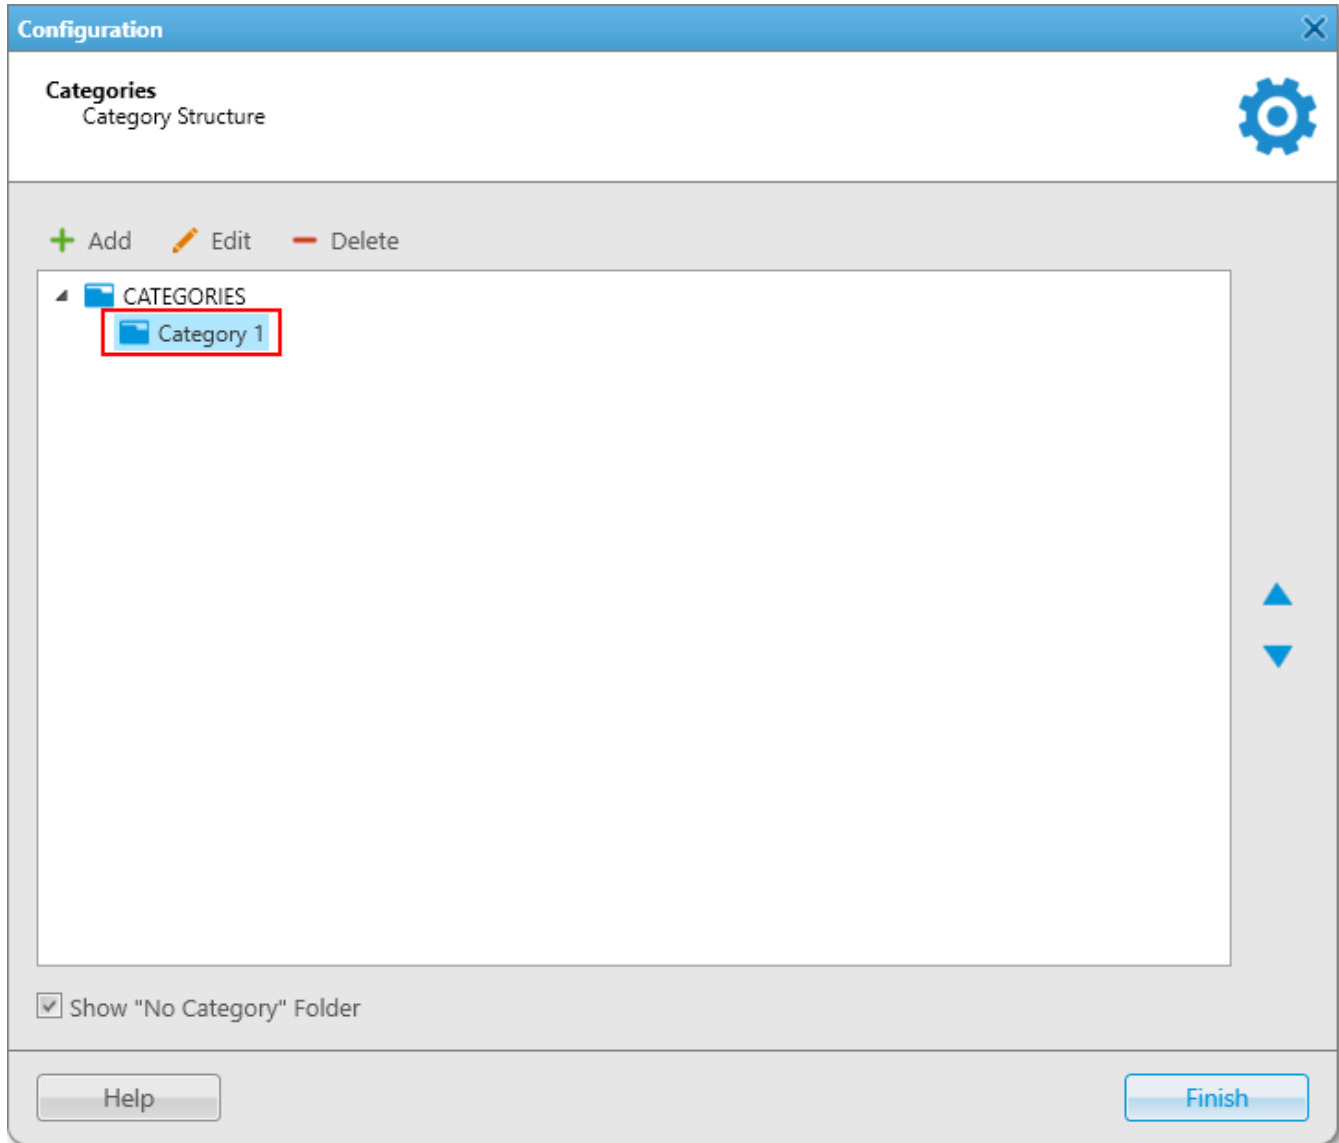 Configuration
Categories
Category Structure
Add Edit Delete
CATEGORIES
Category 1
Show "No Category" Folder
Help Finish